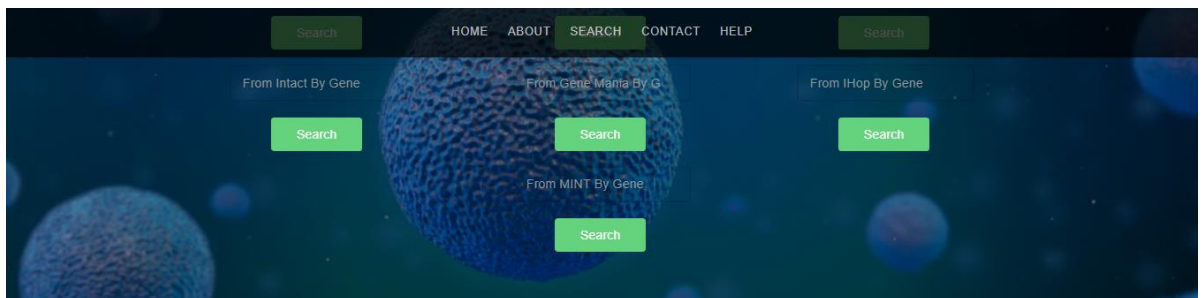 HOME ABOUT SEARCH CONTACT HELP
Search Search
From Intact By Gene From Gene Mania By G From IHop By Gene
Search Search Search
From MINT By Gene
Search